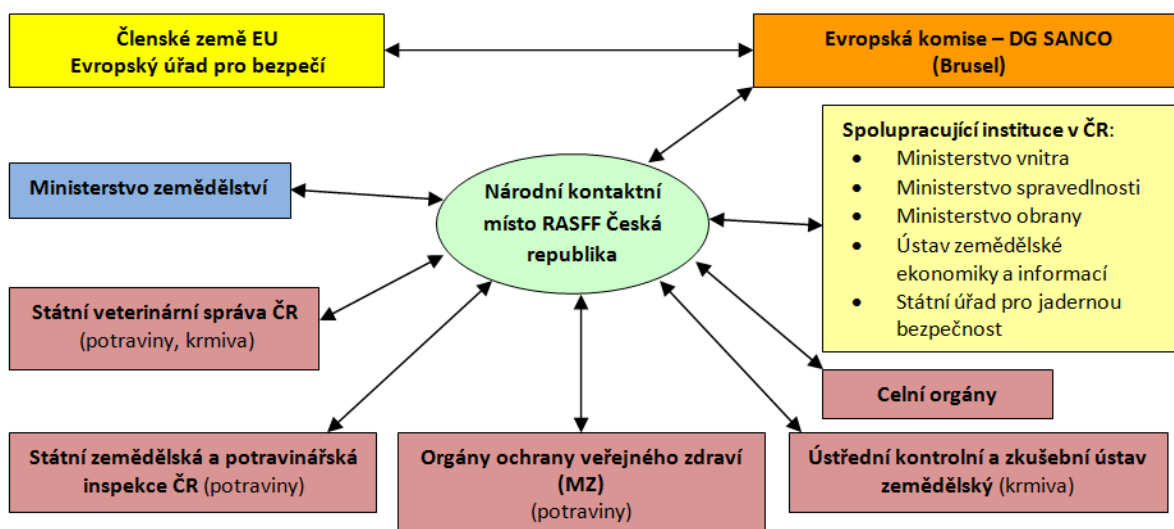 Členské země EU
Evropský úřad pro bezpečí
Evropská komise – DG SANCO
(Brusel)
Spolupracující instituce v ČR:
• Ministerstvo vnitra
• Ministerstvo spravedlnosti
• Ministerstvo obrany
• Ústav zemědělské
ekonomiky a informací
• Státní úřad pro jadernou
bezpečnost
Ministerstvo zemědělství
Národní kontaktní
místo RASFF Česká
republika
Státní veterinární správa ČR
(potraviny, krmiva)
Celní orgány
Státní zemědělská a potravinářská
inspekce ČR (potraviny)
Orgány ochrany veřejného zdraví
(MZ)
(potraviny)
Ústřední kontrolní a zkušební ústav
zemědělský (krmiva)